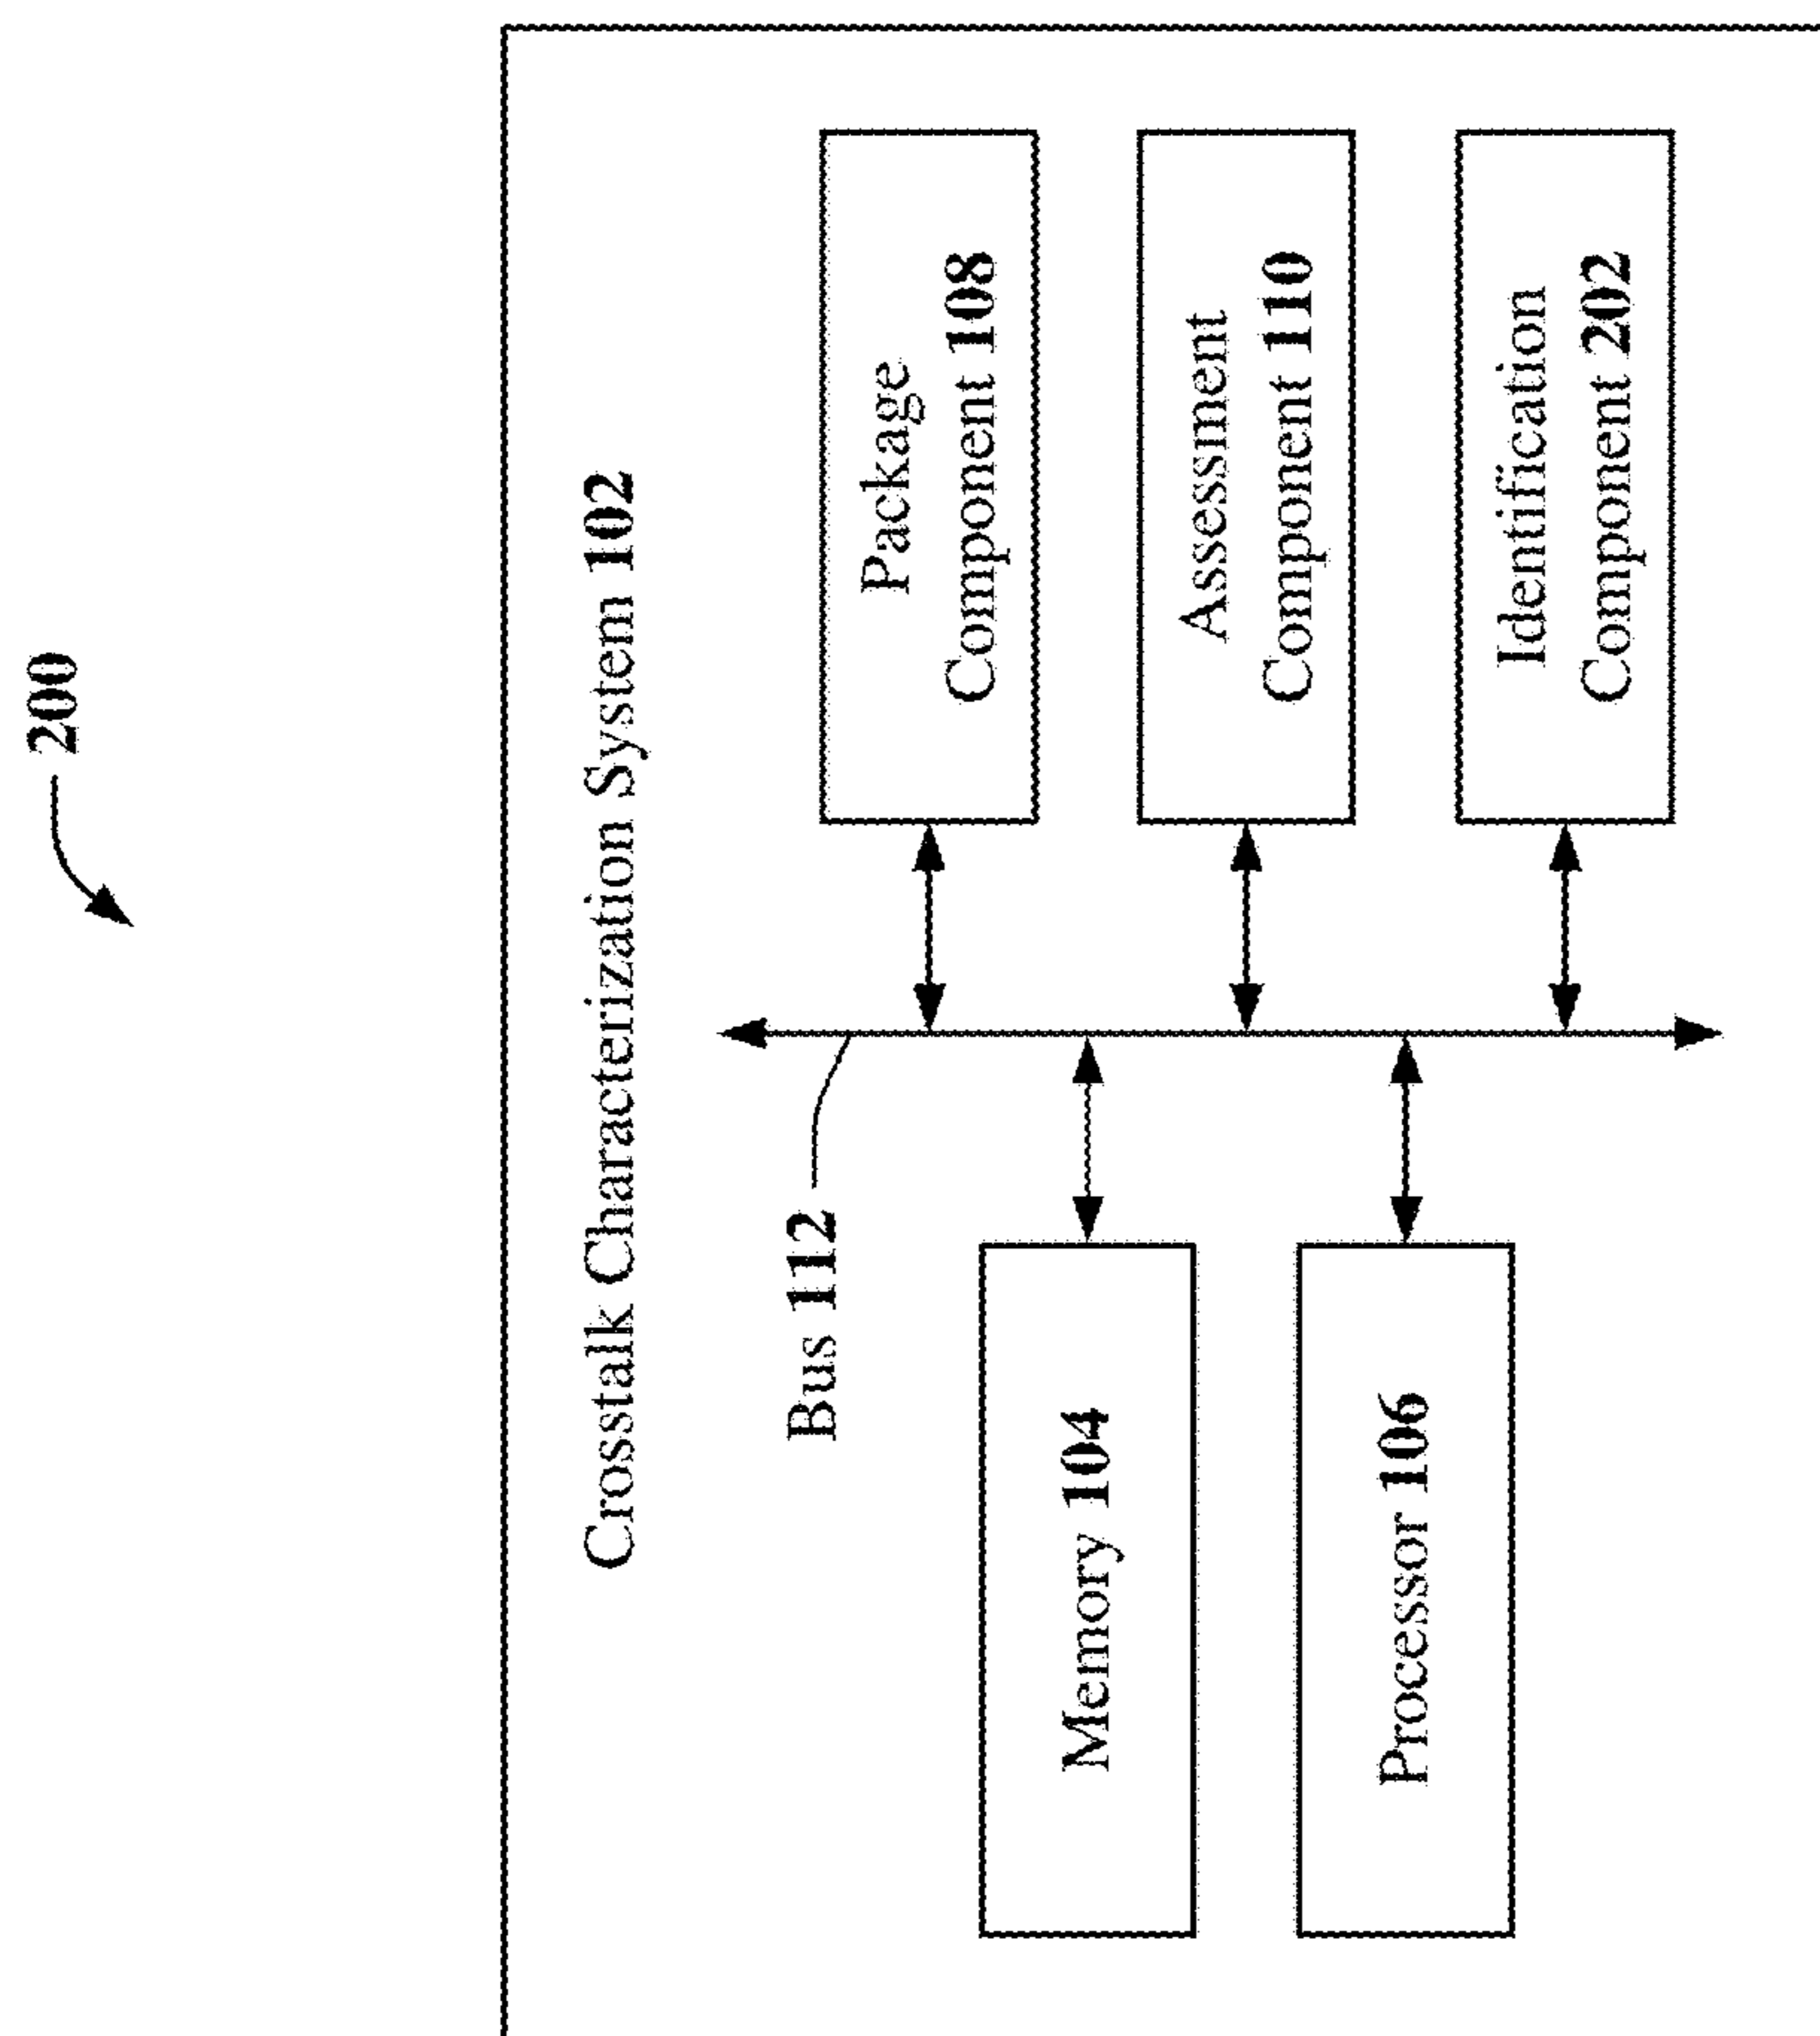 200
Crosstalk Characterization System 102
Bus 112
Memory 104
Processor 106
Package
Component 108
Assessment
Component 110
Identification
Component 202